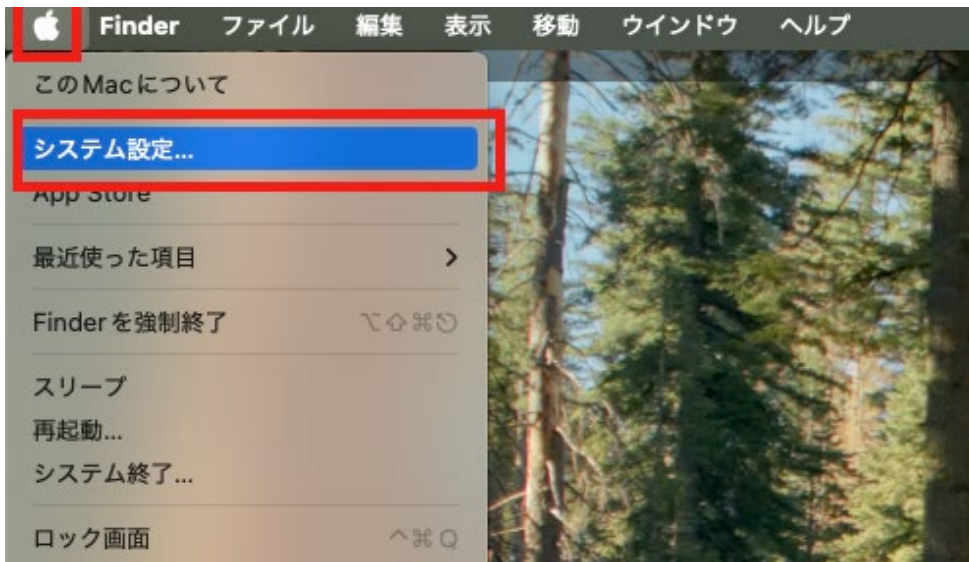 Finder ファイル 編集 表示 移動 ウインドウ ヘルプ
このMacについて
システム設定...
App Store
最近使った項目 >
Finderを強制終了 ⌥⇧⌘⎋
スリープ
再起動...
システム終了...
ロック画面 ^⌘Q